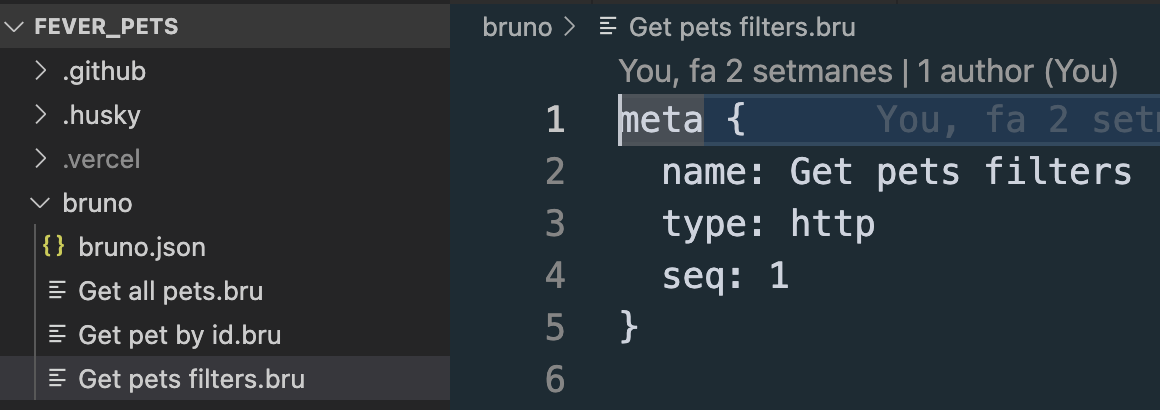 FEVER_PETS
.github
.husky
.vercel
bruno
{} bruno.json
Get all pets.bru
Get pet by id.bru
Get pets filters.bru
bruno > Get pets filters.bru
You, fa 2 setmanes | 1 author (You)
1 meta { You, fa 2 set
2 name: Get pets filters
3 type: http
4 seq: 1
5 }
6